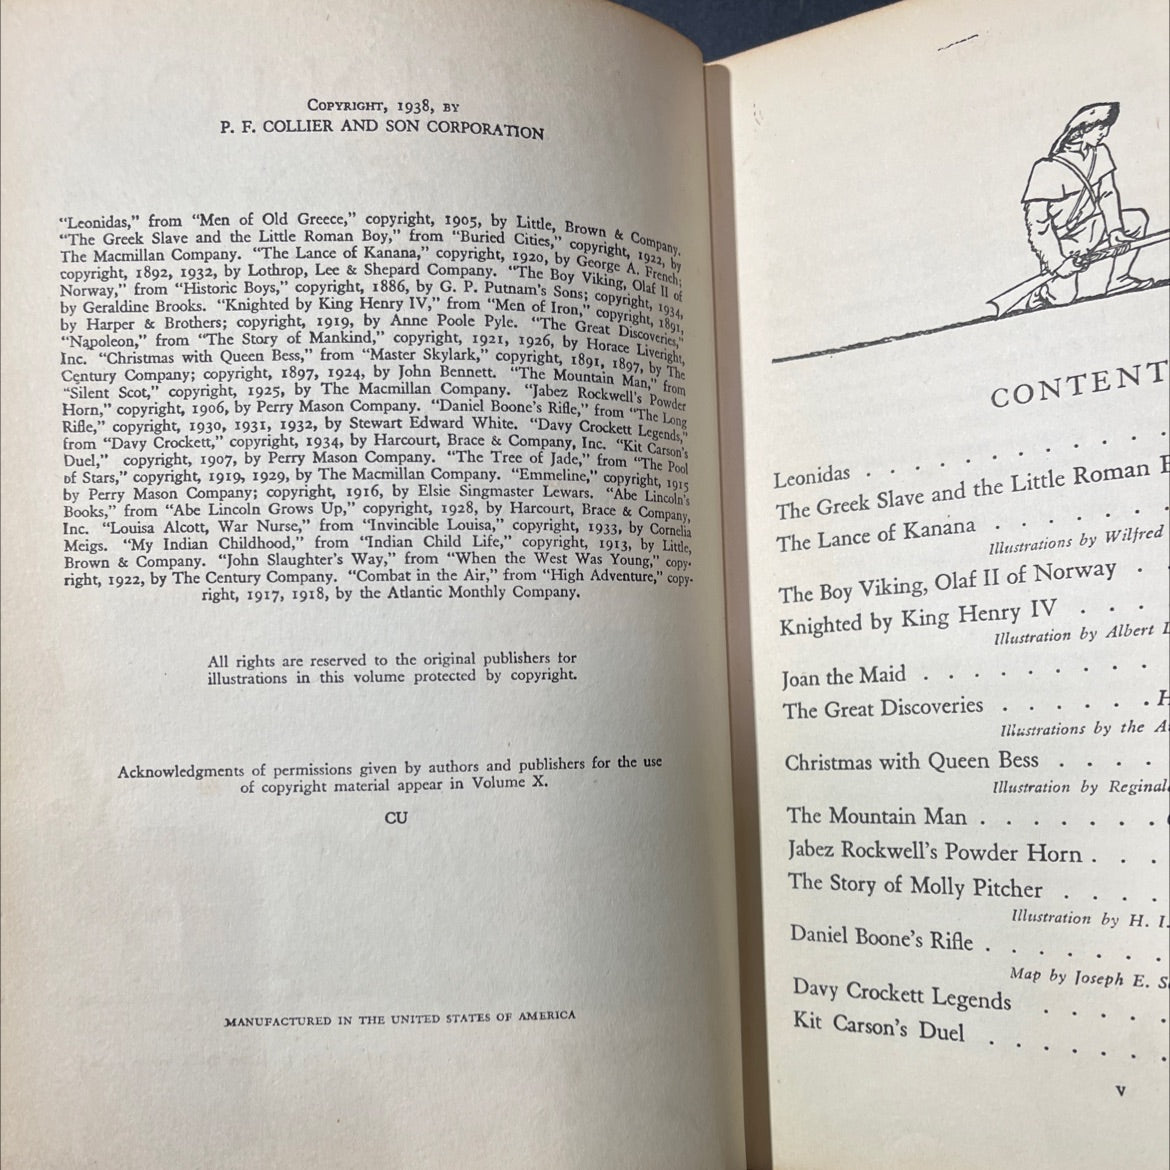 COPYRIGHT, 1938, BY
P. F. COLLIER AND SON CORPORATION
"Leonidas," from "Men of Old Greece," copyright, 1905, by Little, Brown & Company.
"The Greek Slave and the Little Roman Boy," from "Buried Cities," copyright, 1922, by
The Macmillan Company. "The Lance of Kanana," copyright, 1920, by George A. French;
copyright, 1892, 1932, by Lothrop, Lee & Shepard Company. "The Boy Viking, Olaf II of
Norway," from "Historic Boys," copyright, 1886, by G. P. Putnam's Sons; copyright, 1934,
by Geraldine Brooks. "Knighted by King Henry IV," from "Men of Iron," copyright, 1891,
by Harper & Brothers; copyright, 1919, by Anne Poole Pyle. "The Great Discoveries,"
"Napoleon," from "The Story of Mankind," copyright, 1921, 1926, by Horace Liveright,
Inc. "Christmas with Queen Bess," from "Master Skylark," copyright, 1891, 1897, by The
Century Company; copyright, 1897, 1924, by John Bennett. "The Mountain Man," from
"Silent Scot," copyright, 1925, by The Macmillan Company. "Jabez Rockwell's Powder
Horn," copyright, 1906, by Perry Mason Company. "Daniel Boone's Rifle," from "The Long
Rifle," copyright, 1930, 1931, 1932, by Stewart Edward White. "Davy Crockett Legends,"
from "Davy Crockett," copyright, 1934, by Harcourt, Brace & Company, Inc. "Kit Carson's
Duel," copyright, 1907, by Perry Mason Company. "The Tree of Jade," from "The Pool
of Stars," copyright, 1919, 1929, by The Macmillan Company. "Emmeline," copyright, 1915
by Perry Mason Company; copyright, 1916, by Elsie Singmaster Lewars. "Abe Lincoln's
Books," from "Abe Lincoln Grows Up," copyright, 1928, by Harcourt, Brace & Company,
Inc. "Louisa Alcott, War Nurse," from "Invincible Louisa," copyright, 1933, by Cornelia
Meigs. "My Indian Childhood," from "Indian Child Life," copyright, 1913, by Little,
Brown & Company. "John Slaughter's Way," from "When the West Was Young," copy-
right, 1922, by The Century Company. "Combat in the Air," from "High Adventure," copy-
right, 1917, 1918, by the Atlantic Monthly Company.
All rights are reserved to the original publishers for
illustrations in this volume protected by copyright.
Acknowledgments of permissions given by authors and publishers for the use
of copyright material appear in Volume X.
CU
MANUFACTURED IN THE UNITED STATES OF AMERICA
CONTENT
Leonidas . . . . . . . . . . .
The Greek Slave and the Little Roman B
The Lance of Kanana . . . . . . .
Illustrations by Wilfred
The Boy Viking, Olaf II of Norway .
Knighted by King Henry IV . . .
Illustration by Albert
Joan the Maid . . . . . . . .
The Great Discoveries . . . . . . H
Illustrations by the A
Christmas with Queen Bess . . . .
Illustration by Reginal
The Mountain Man . . . . . . .
Jabez Rockwell's Powder Horn . . .
The Story of Molly Pitcher . . . .
Illustration by H. I.
Daniel Boone's Rifle . . . . . . .
Map by Joseph E. S
Davy Crockett Legends . . . . .
Kit Carson's Duel . . . . . . .
v